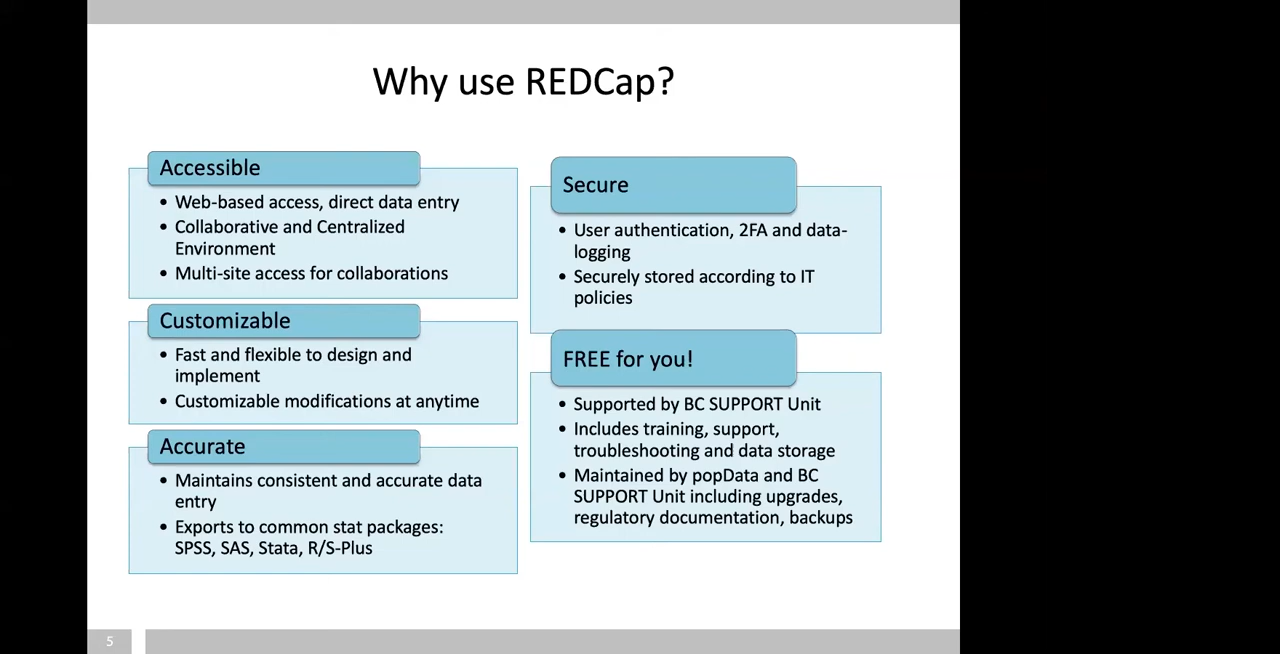 Why use REDCap?
Accessible
• Web-based access, direct data entry
• Collaborative and Centralized
Environment
• Multi-site access for collaborations
Customizable
• Fast and flexible to design and
implement
• Customizable modifications at anytime
Accurate
• Maintains consistent and accurate data
entry
• Exports to common stat packages:
SPSS, SAS, Stata, R/S-Plus
Secure
• User authentication, 2FA and data-
logging
• Securely stored according to IT
policies
FREE for you!
• Supported by BC SUPPORT Unit
• Includes training, support,
troubleshooting and data storage
• Maintained by popData and BC
SUPPORT Unit including upgrades,
regulatory documentation, backups
5